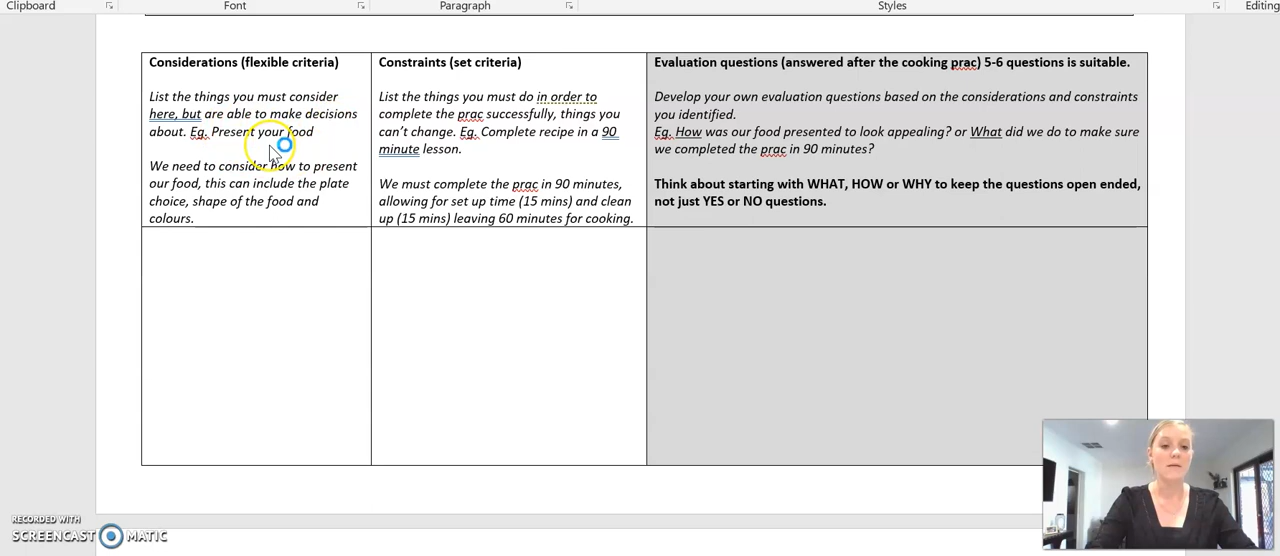 Clipboard
Font
Paragraph
Styles
Editing
Considerations (flexible criteria)
List the things you must consider
here, but are able to make decisions
about. Eg. Present your food
We need to consider how to present
our food, this can include the plate
choice, shape of the food and
colours.
Constraints (set criteria)
List the things you must do in order to
complete the prac successfully, things you
can't change. Eg. Complete recipe in a 90
minute lesson.
We must complete the prac in 90 minutes,
allowing for set up time (15 mins) and clean
up (15 mins) leaving 60 minutes for cooking.
Evaluation questions (answered after the cooking prac) 5-6 questions is suitable.
Develop your own evaluation questions based on the considerations and constraints
you identified.
Eg. How was our food presented to look appealing? or What did we do to make sure
we completed the prac in 90 minutes?
Think about starting with WHAT, HOW or WHY to keep the questions open ended,
not just YES or NO questions.
RECORDED WITH
SCREENCAST MATIC